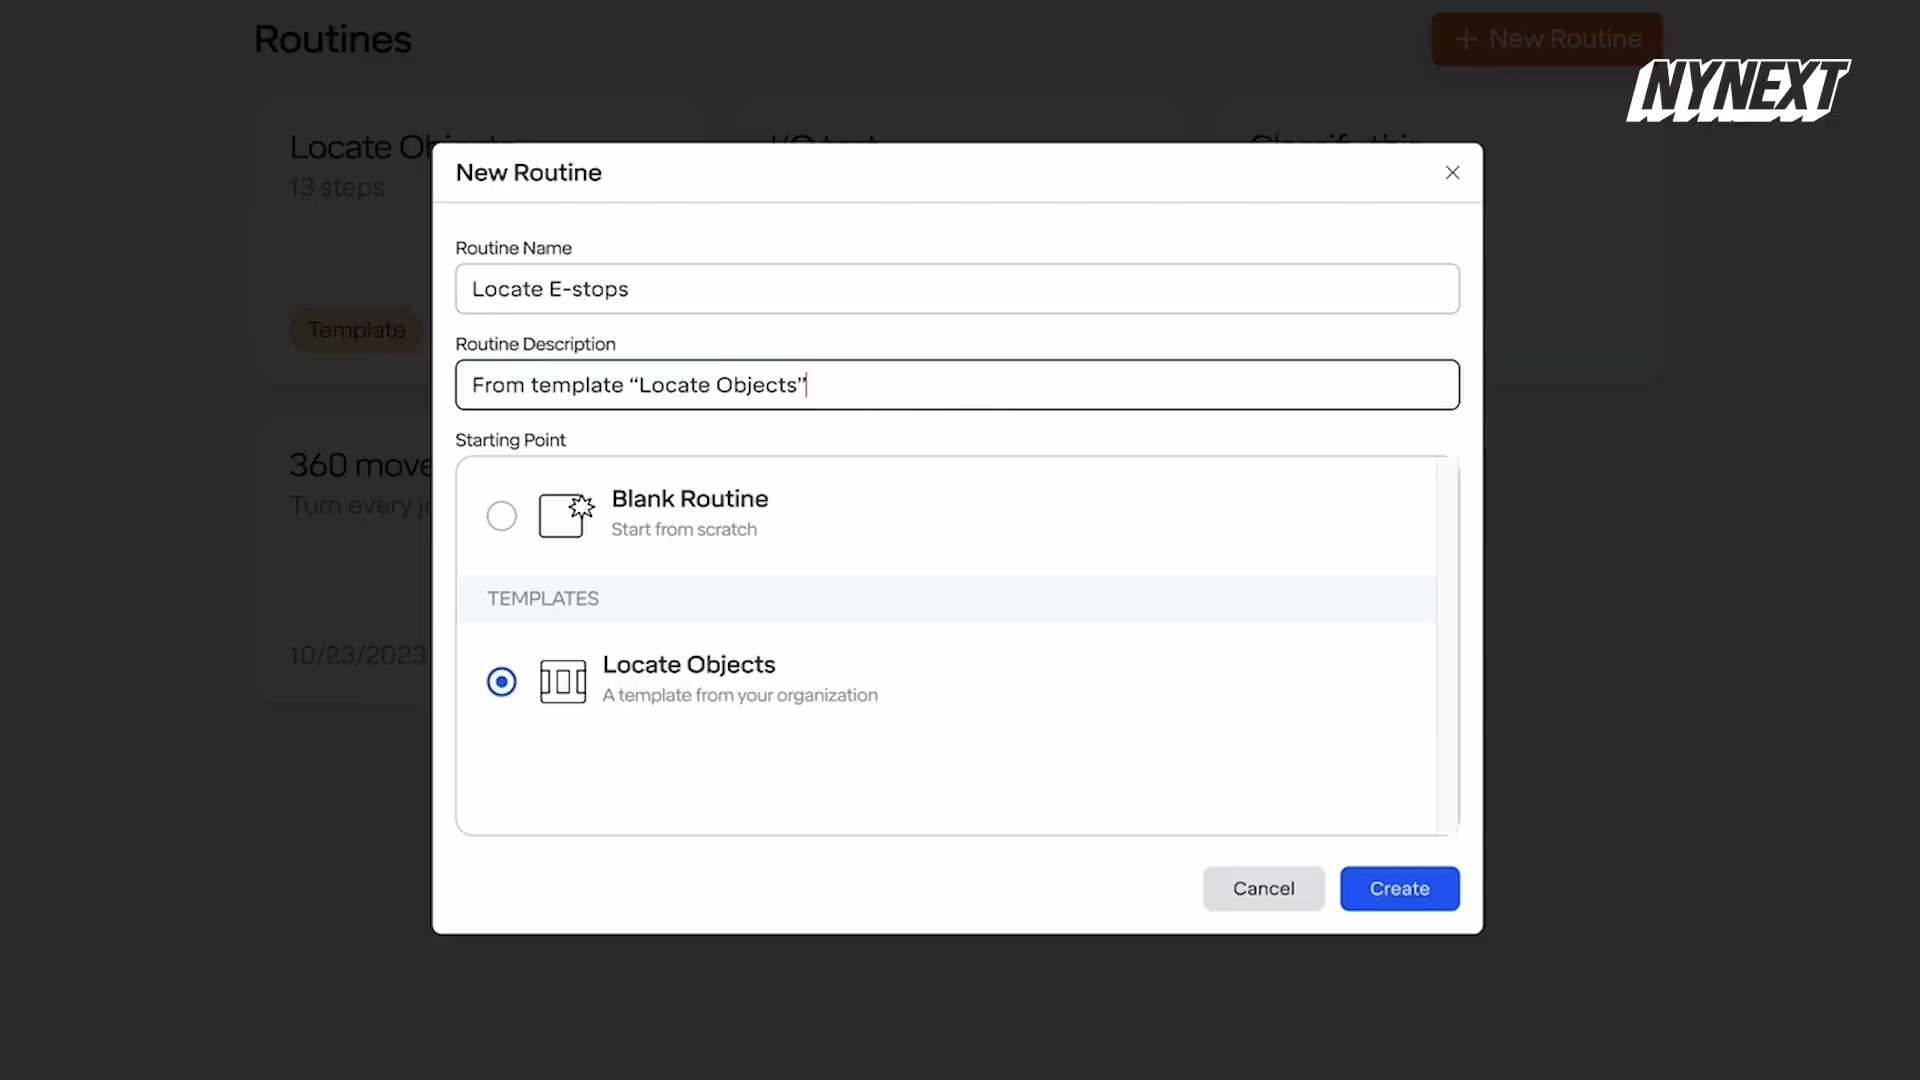 Routines
+ New Routine
NYNEXT
Locate
13 steps
Template
360 move
Turn every
10/23/2023
New Routine
Routine Name
Locate E-stops
Routine Description
From template “Locate Objects”
Starting Point
Blank Routine
Start from scratch
TEMPLATES
Locate Objects
A template from your organization
Cancel
Create